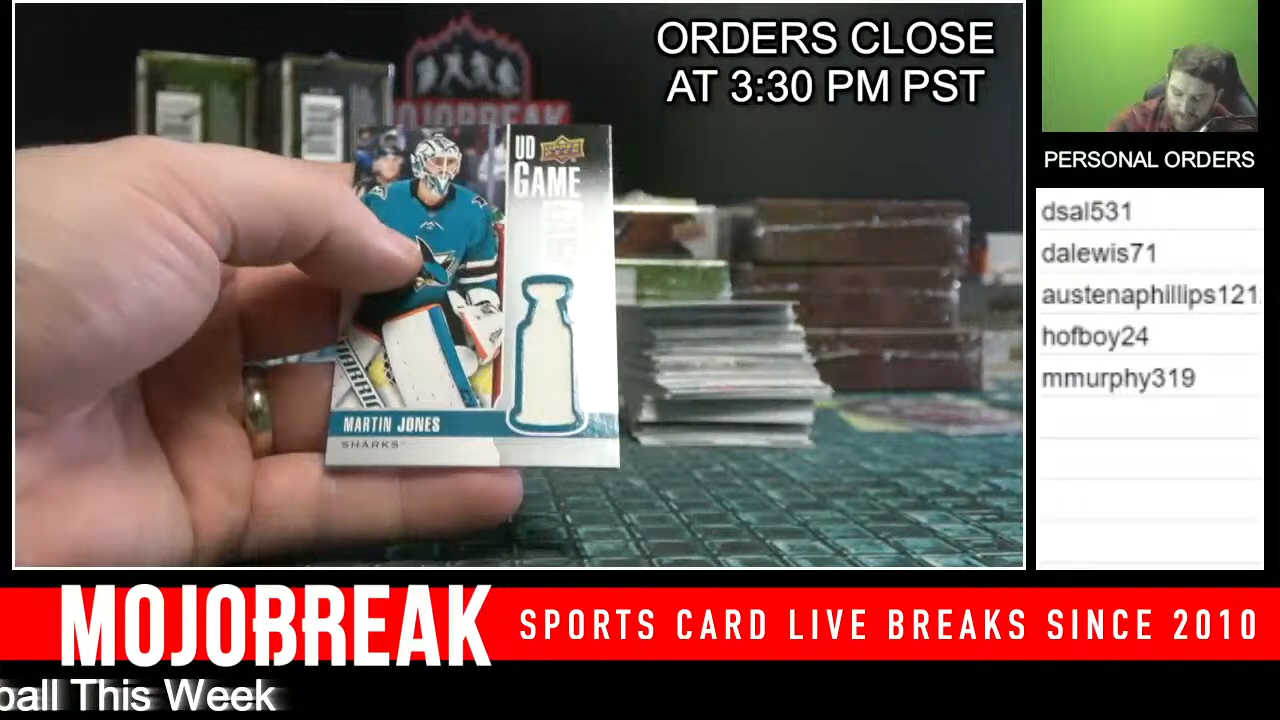 ORDERS CLOSE
AT 3:30 PM PST
MOJOBREAK
UD
GAME
MARTIN JONES
SHARKS
PERSONAL ORDERS
dsal531
dalewis71
austenaphillips121
hofboy24
mmurphy319
MOJOBREAK
SPORTS CARD LIVE BREAKS SINCE 2010
ball This Week